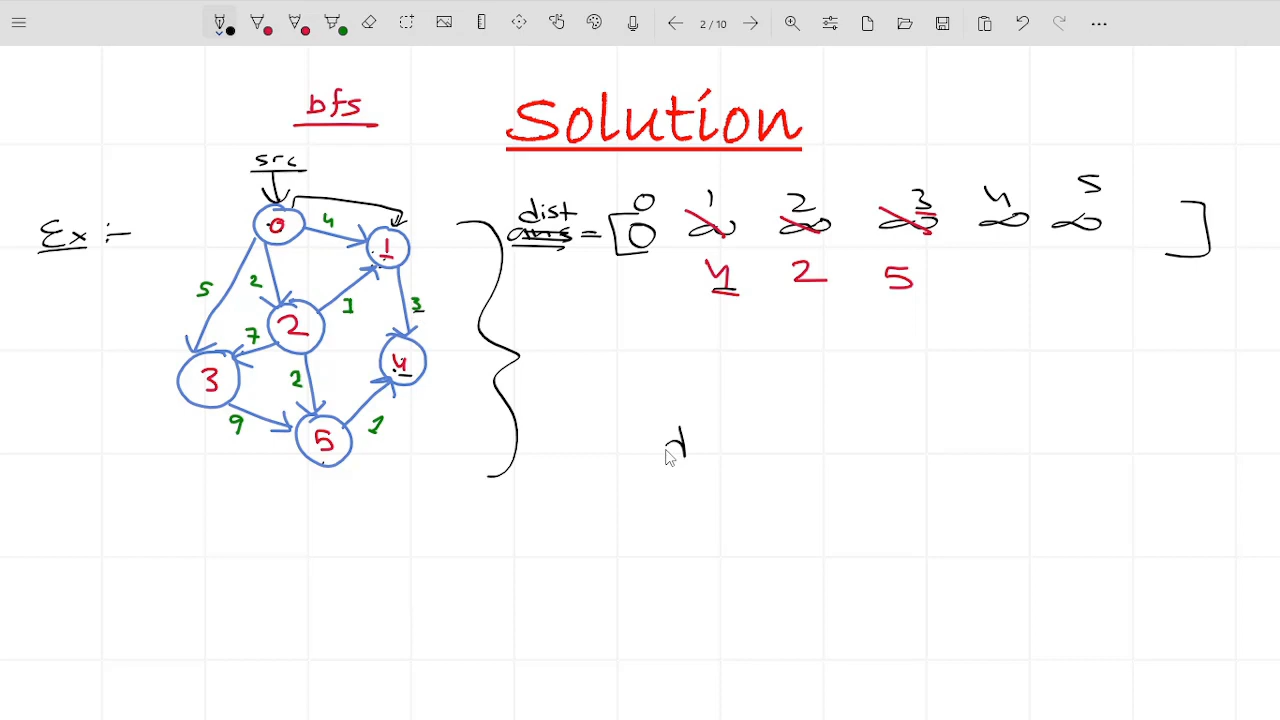 2 / 10
bfs
Solution
src
Ex :-
0
4
1
5
2
1
3
2
7
3
2
4
9
5
1
dist
0 1 2 3 4 5
ans = [ 0 ∞ ∞ ∞ ∞ ∞ ]
4 2 5
d